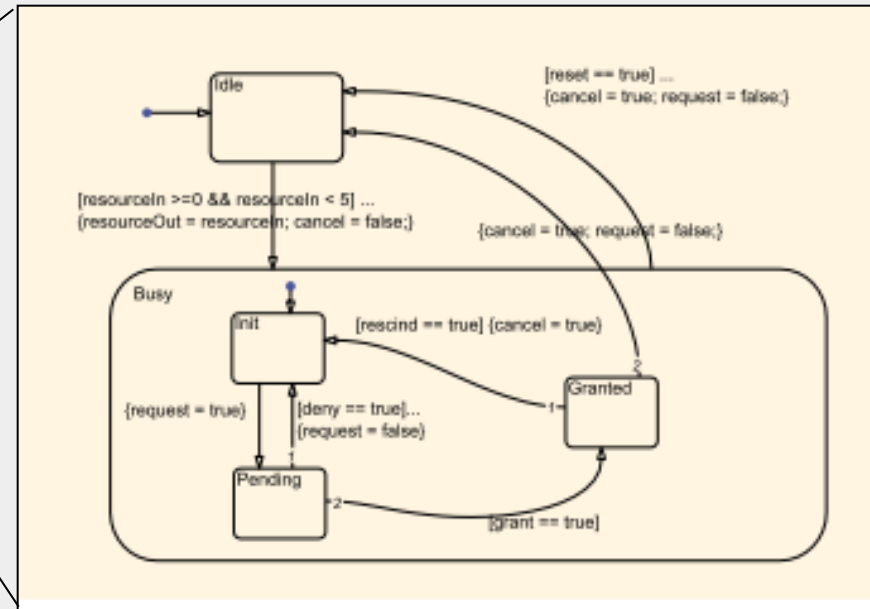 Idle
[reset == true] ...
{cancel = true; request = false;}
[resourceIn >=0 && resourceIn < 5] ...
{resourceOut = resourceIn; cancel = false;}
{cancel = true; request = false;}
Busy
Init
[rescind == true] {cancel = true}
2
Granted
1
{request = true}
[deny == true]...
{request = false}
1
Pending
2
[grant == true]